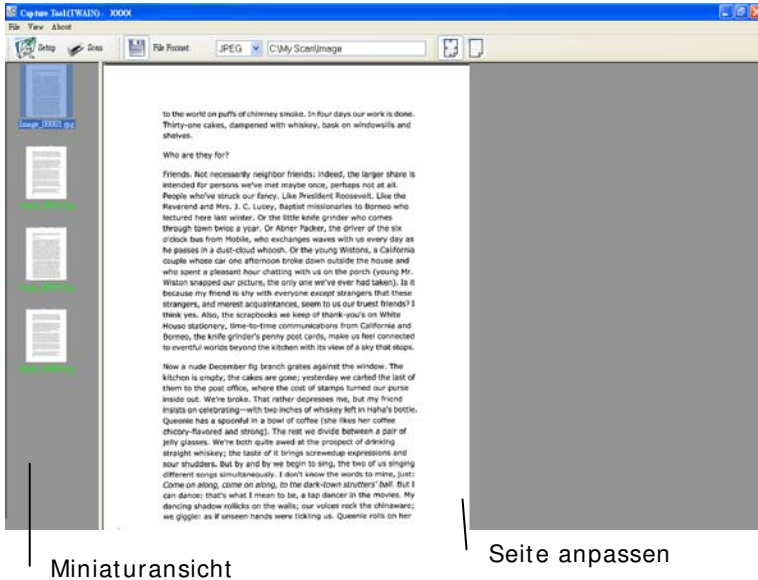 Capture Tool(TWAIN) - XXXX
File View About
Setup Scan File Format JPEG C:\My Scan\Image
Image_00001.jpg
to the world on puffs of chimney smoke. In four days our work is done.
Thirty-one cakes, dampened with whiskey, bask on windowsills and
shelves.
Who are they for?
Friends. Not necessarily neighbor friends: indeed, the larger share is
intended for persons we've met maybe once, perhaps not at all.
People who've struck our fancy. Like President Roosevelt. Like the
Reverend and Mrs. J. C. Lucey, Baptist missionaries to Borneo who
lectured here last winter. Or the little knife grinder who comes
through town twice a year. Or Abner Packer, the driver of the six
o'clock bus from Mobile, who exchanges waves with us every day as
he passes in a dust-cloud whoosh. Or the young Wistons, a California
couple whose car one afternoon broke down outside the house and
who spent a pleasant hour chatting with us on the porch (young Mr.
Wiston snapped our picture, the only one we've ever had taken). Is it
because my friend is shy with everyone except strangers that these
strangers, and merest acquaintances, seem to us our truest friends? I
think yes. Also, the scrapbooks we keep of thank-you's on White
House stationery, time-to-time communications from California and
Borneo, the knife grinder's penny post cards, make us feel connected
to eventful worlds beyond the kitchen with its view of a sky that stops.
Now a nude December fig branch grates against the window. The
kitchen is empty, the cakes are gone; yesterday we carted the last of
them to the post office, where the cost of stamps turned our purse
inside out. We're broke. That rather depresses me, but my friend
insists on celebrating—with two inches of whiskey left in Haha's bottle.
Queenie has a spoonful in a bowl of coffee (she likes her coffee
chicory-flavored and strong). The rest we divide between a pair of
jelly glasses. We're both quite awed at the prospect of drinking
straight whiskey; the taste of it brings screwedup expressions and
sour shudders. But by and by we begin to sing, the two of us singing
different songs simultaneously. I don't know the words to mine, just:
Come on along, come on along, to the dark-town strutters' ball. But I
can dance: that's what I mean to be, a tap dancer in the movies. My
dancing shadow rollicks on the walls; our voices rock the chinaware;
we giggle: as if unseen hands were tickling us. Queenie rolls on her
Miniaturansicht
Seite anpassen